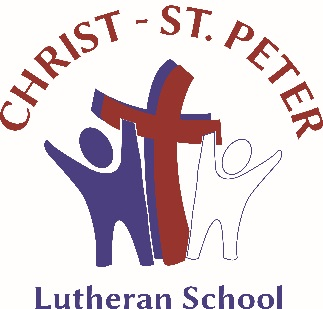 CHRIST - ST. PETER
Lutheran School